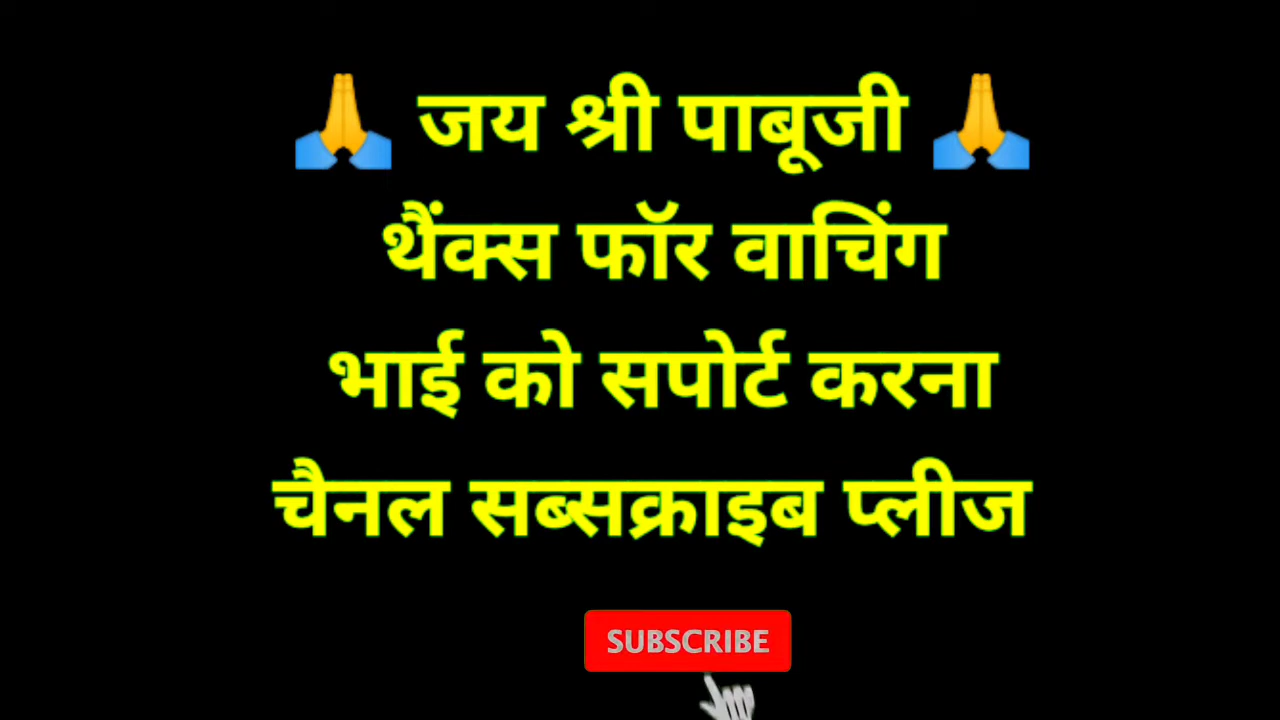 🙏 जय श्री पाबूजी 🙏
थैंक्स फॉर वाचिंग
भाई को सपोर्ट करना
चैनल सब्सक्राइब प्लीज
SUBSCRIBE